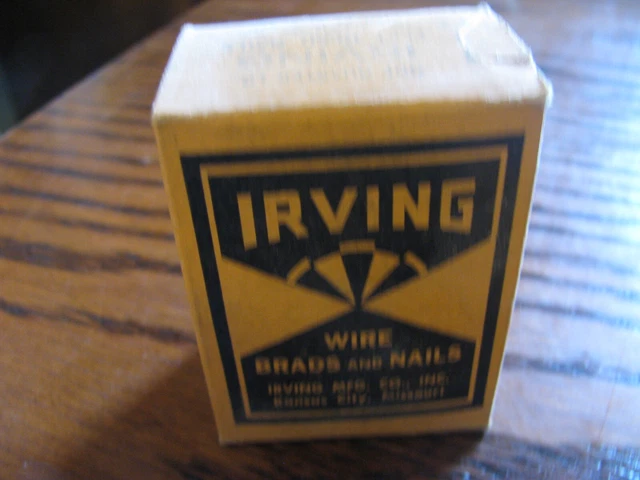 IRVING
WIRE
BRADS AND NAILS
IRVING MFG. CO., INC.
Kansas City, Missouri